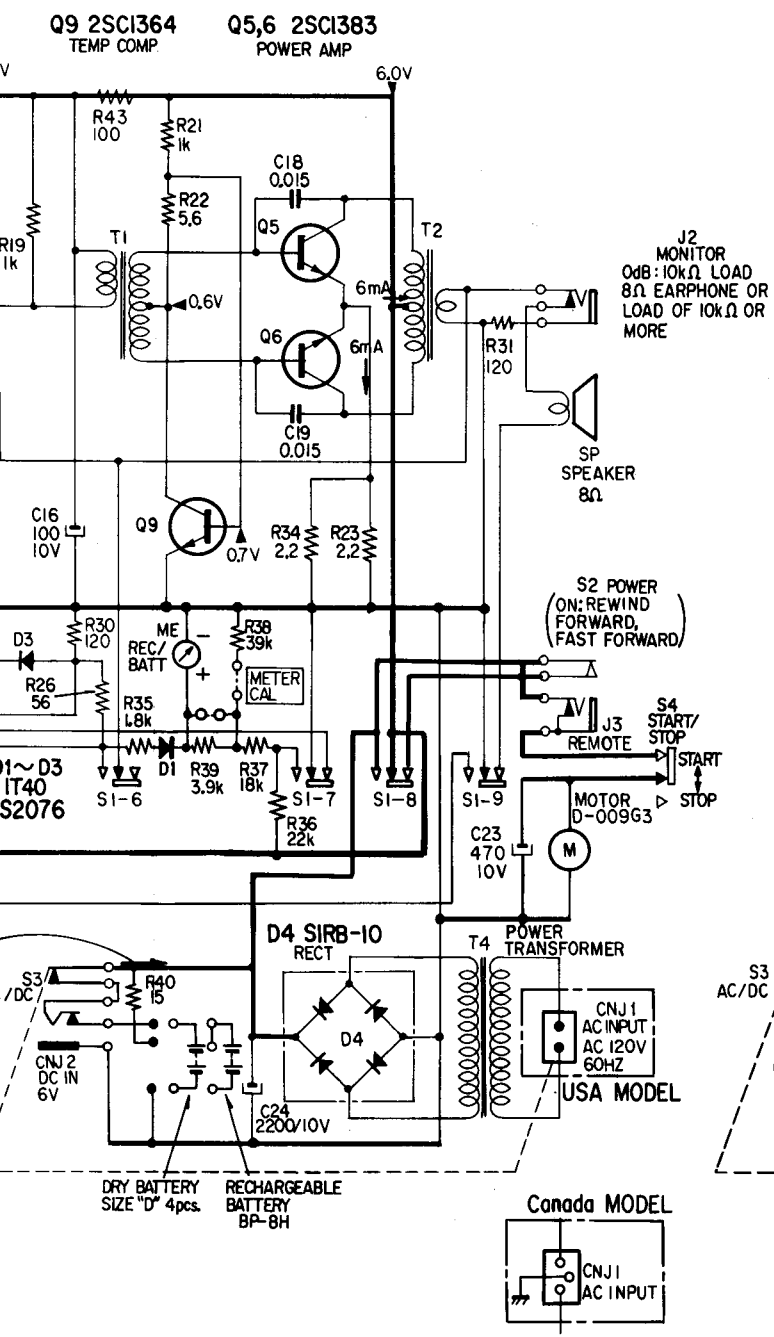 Q9 2SC1364
TEMP COMP.
Q5,6 2SC1383
POWER AMP
V
6.0V
R43
100
R21
1k
C18
0.015
R22
5.6
Q5
T1
T2
R19
1k
J2
MONITOR
0dB:10kΩ LOAD
8Ω EARPHONE OR
LOAD OF 10kΩ OR
MORE
6mA
0.6V
Q6
6mA
R31
120
C19
0.015
SP
SPEAKER
8Ω
C16
100
10V
Q9
R34
2.2
R23
2.2
0.7V
S2 POWER
(ON:REWIND
FORWARD,
FAST FORWARD)
D3
R30
120
ME
REC/
BATT
−
+
R38
39k
METER
CAL
R26
56
R35
1.8k
J3
REMOTE
S4
START/
STOP
START
STOP
D1
R39
3.9k
R37
18k
D1~D3
1T40
S2076
S1-6
S1-7
S1-8
S1-9
R36
22k
MOTOR
D-009G3
C23
470
10V
M
D4 SIRB-10
RECT
T4
POWER
TRANSFORMER
S3
/DC
R40
15
D4
CNJ1
AC INPUT
AC 120V
60HZ
S3
AC/DC
CNJ2
DC IN
6V
USA MODEL
C24
2200/10V
DRY BATTERY
SIZE "D" 4pcs.
RECHARGEABLE
BATTERY
BP-8H
Canada MODEL
CNJ1
AC INPUT